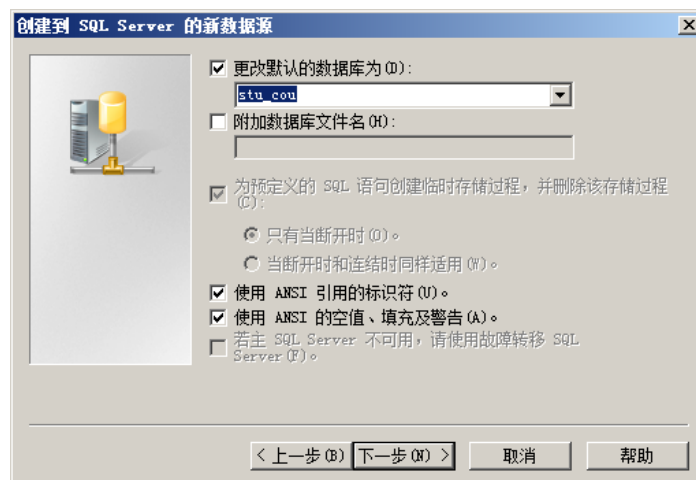 创建到 SQL Server 的新数据源
更改默认的数据库为(D):
stu_cou
附加数据库文件名(H):
为预定义的 SQL 语句创建临时存储过程，并删除该存储过程
(C):
只有当断开时(O)。
当断开时和连结时同样适用(W)。
使用 ANSI 引用的标识符(U)。
使用 ANSI 的空值、填充及警告(A)。
若主 SQL Server 不可用，请使用故障转移 SQL
Server(F)。
< 上一步(B) 下一步(N) > 取消 帮助